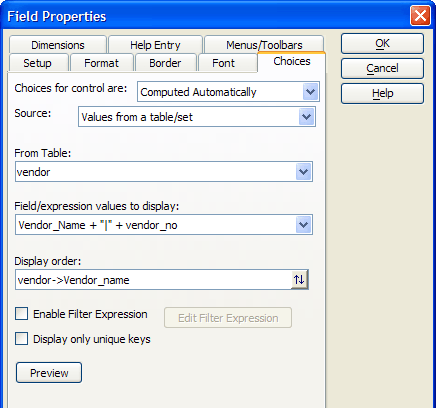 Field Properties
Dimensions Help Entry Menus/Toolbars
Setup Format Border Font Choices
OK
Cancel
Help
Choices for control are: Computed Automatically
Source: Values from a table/set
From Table:
vendor
Field/expression values to display:
Vendor_Name + "|" + vendor_no
Display order:
vendor->Vendor_name
Enable Filter Expression Edit Filter Expression
Display only unique keys
Preview